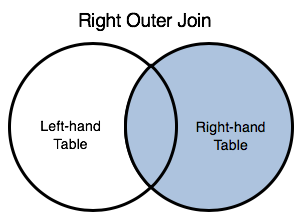 Right Outer Join
Left-hand
Table
Right-hand
Table